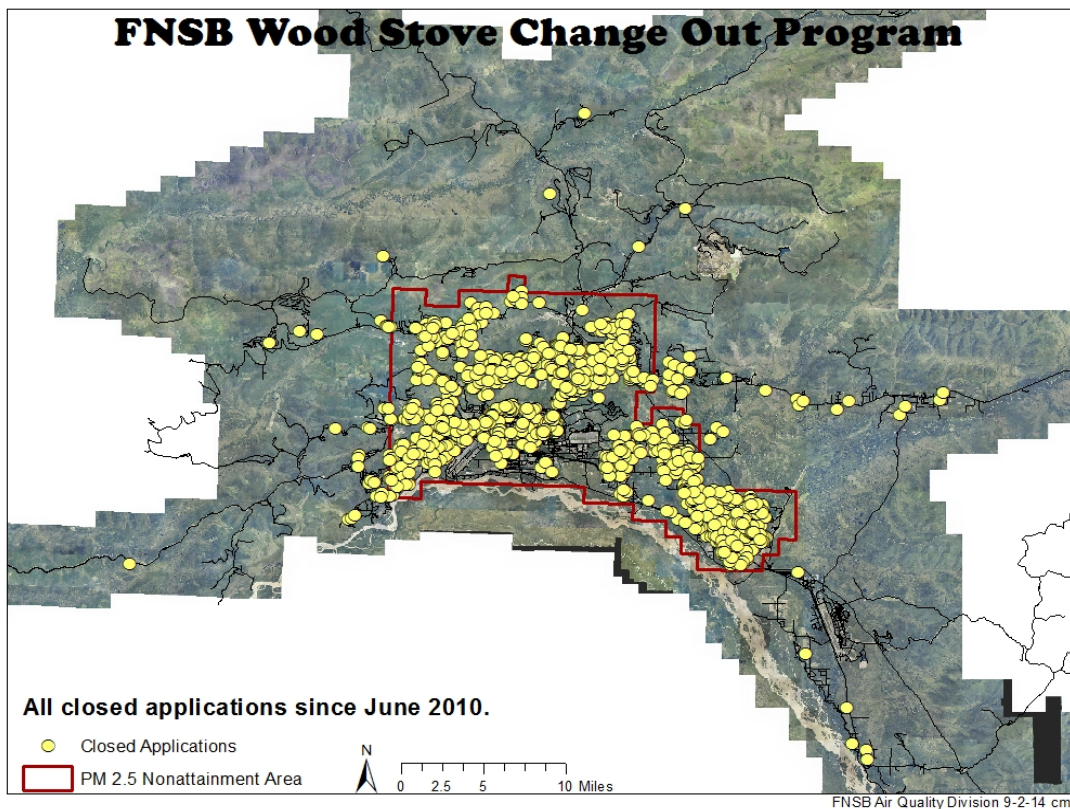 FNSB Wood Stove Change Out Program
All closed applications since June 2010.
Closed Applications
PM 2.5 Nonattainment Area
N
0 2.5 5 10 Miles
FNSB Air Quality Division 9-2-14 cm